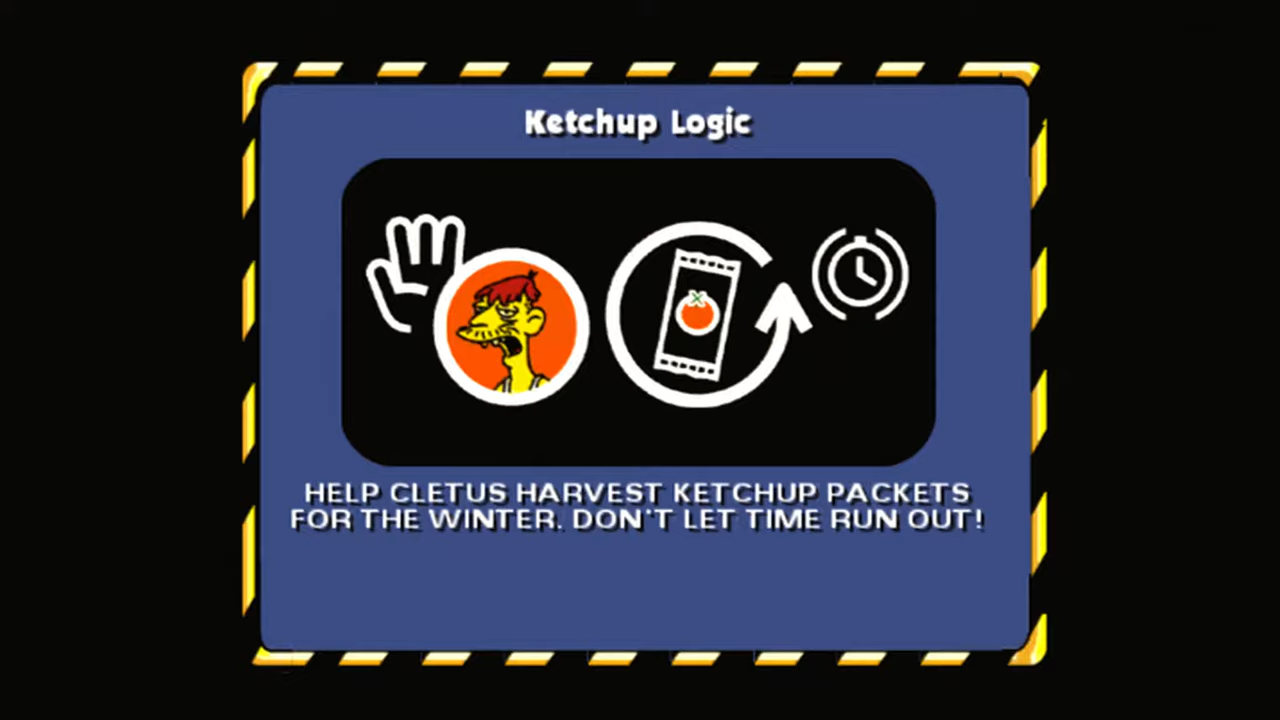 Ketchup Logic
HELP CLETUS HARVEST KETCHUP PACKETS
FOR THE WINTER. DON'T LET TIME RUN OUT!